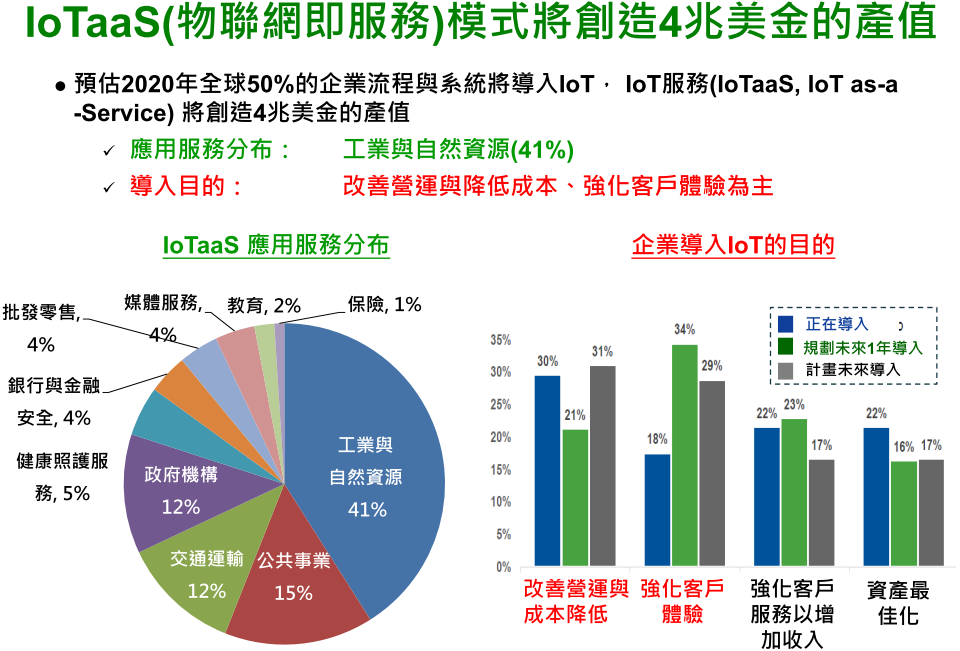 IoTaaS(物聯網即服務)模式將創造4兆美金的產值
● 預估2020年全球50%的企業流程與系統將導入IoT， IoT服務(IoTaaS, IoT as-a
-Service) 將創造4兆美金的產值
✓ 應用服務分布： 工業與自然資源(41%)
✓ 導入目的： 改善營運與降低成本、強化客戶體驗為主
IoTaaS 應用服務分布
保險, 1%
教育, 2%
媒體服務,
4%
批發零售,
4%
銀行與金融
安全, 4%
健康照護服
務, 5%
政府機構
12%
交通運輸
12%
公共事業
15%
工業與
自然資源
41%
企業導入IoT的目的
正在導入
規劃未來1年導入
計畫未來導入
35%
30%
25%
20%
15%
10%
5%
0%
30%
21%
31%
18%
34%
29%
22%
23%
17%
22%
16%
17%
改善營運與
成本降低
強化客戶
體驗
強化客戶
服務以增
加收入
資產最
佳化